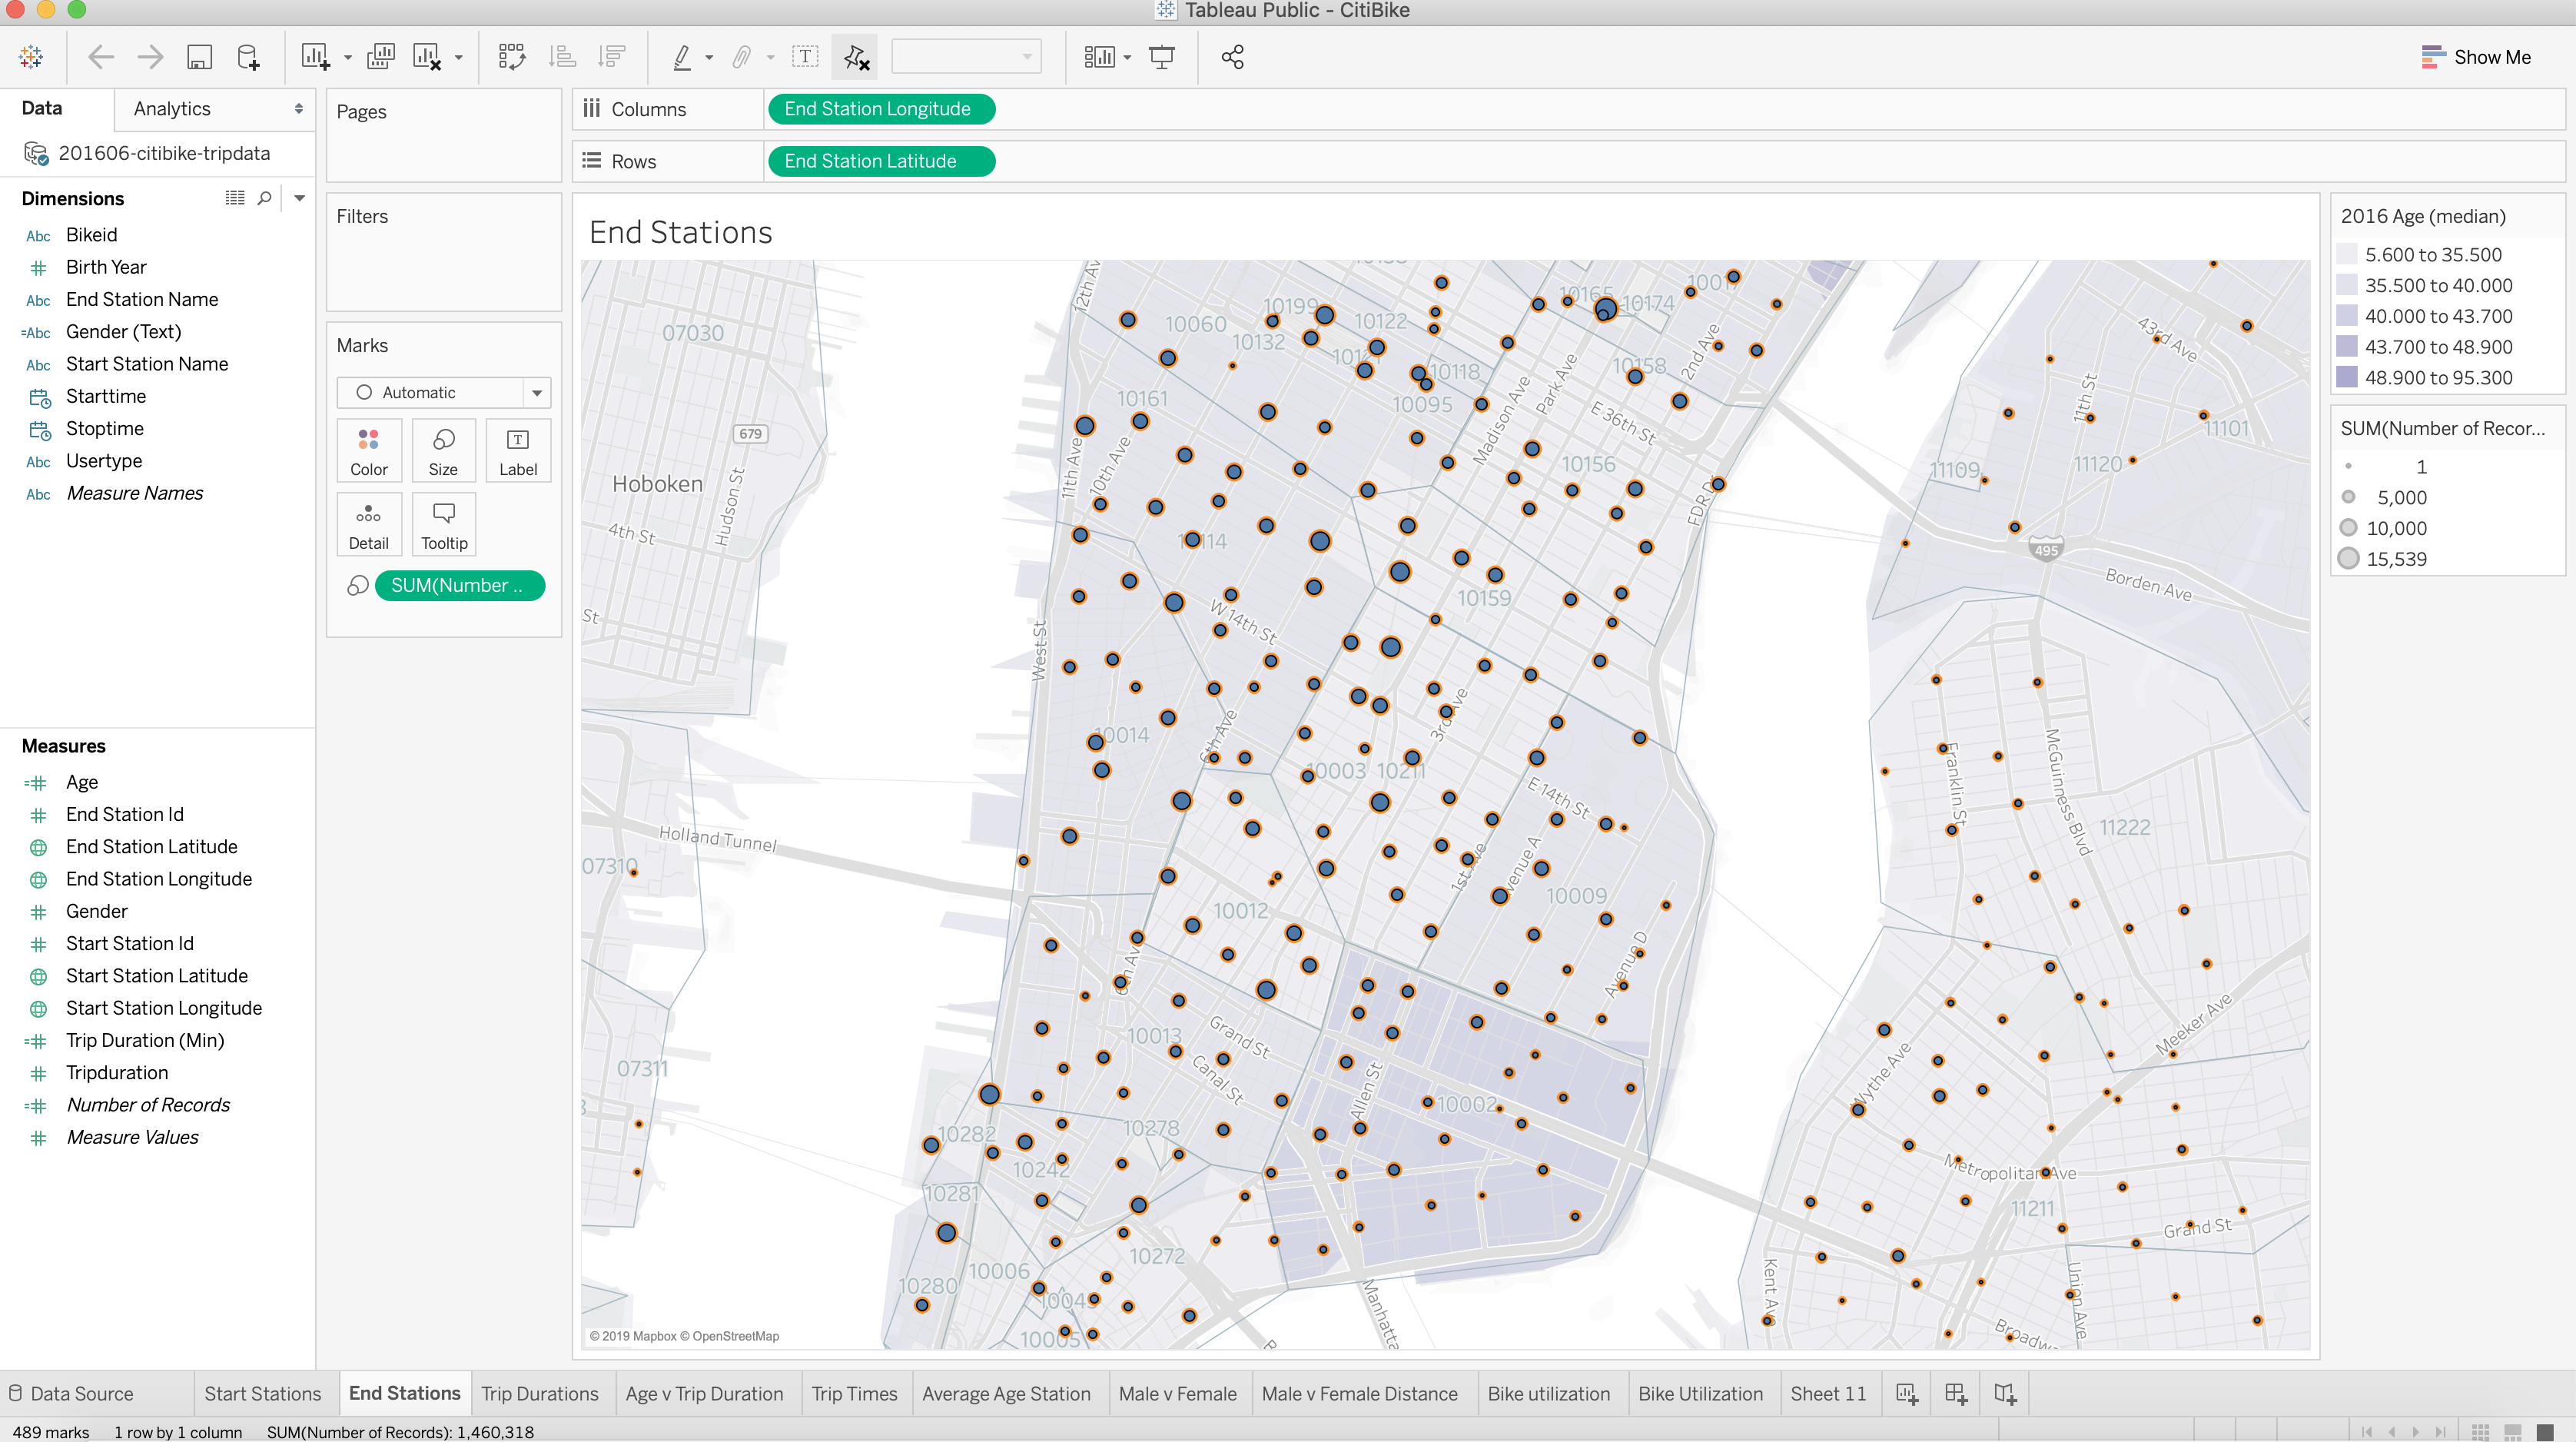 Tableau Public - CitiBike
Show Me
Data
Analytics
201606-citibike-tripdata
Dimensions
Abc Bikeid
# Birth Year
Abc End Station Name
=Abc Gender (Text)
Abc Start Station Name
Starttime
Stoptime
Abc Usertype
Abc Measure Names
Measures
=# Age
# End Station Id
End Station Latitude
End Station Longitude
# Gender
# Start Station Id
Start Station Latitude
Start Station Longitude
=# Trip Duration (Min)
# Tripduration
=# Number of Records
# Measure Values
Pages
Filters
Marks
Automatic
Color
Size
Label
Detail
Tooltip
SUM(Number ..
Columns
End Station Longitude
Rows
End Station Latitude
End Stations
07030
679
Hoboken
Hudson St
4th St
St
Holland Tunnel
07310
07311
12th Av
10199
10060
10132
10122
10165
10174
1001
10118
10158
2nd Ave
10161
10095
Madison Ave
Park Ave
E 36th St
11th Ave
10th Ave
10156
FDR D
10159
W 14th St
West St
3rd Ave
10014
10003
10211
E 14th St
1st Ave
10009
10012
Avenue D
10013
Grand St
Canal St
Allen St
10002
10282
10278
10242
10281
10272
10006
10280
1004
10005
Manhatta
43rd Ave
11th St
11101
11109
11120
495
Borden Ave
Franklin St
McGuinness Blvd
11222
Meeker Ave
Wythe Ave
Metropolitan Ave
11211
Grand St
Kent Av
Union Ave
Broadw
© 2019 Mapbox © OpenStreetMap
2016 Age (median)
5.600 to 35.500
35.500 to 40.000
40.000 to 43.700
43.700 to 48.900
48.900 to 95.300
SUM(Number of Recor...
1
5,000
10,000
15,539
Data Source
Start Stations
End Stations
Trip Durations
Age v Trip Duration
Trip Times
Average Age Station
Male v Female
Male v Female Distance
Bike utilization
Bike Utilization
Sheet 11
489 marks
1 row by 1 column
SUM(Number of Records): 1,460,318